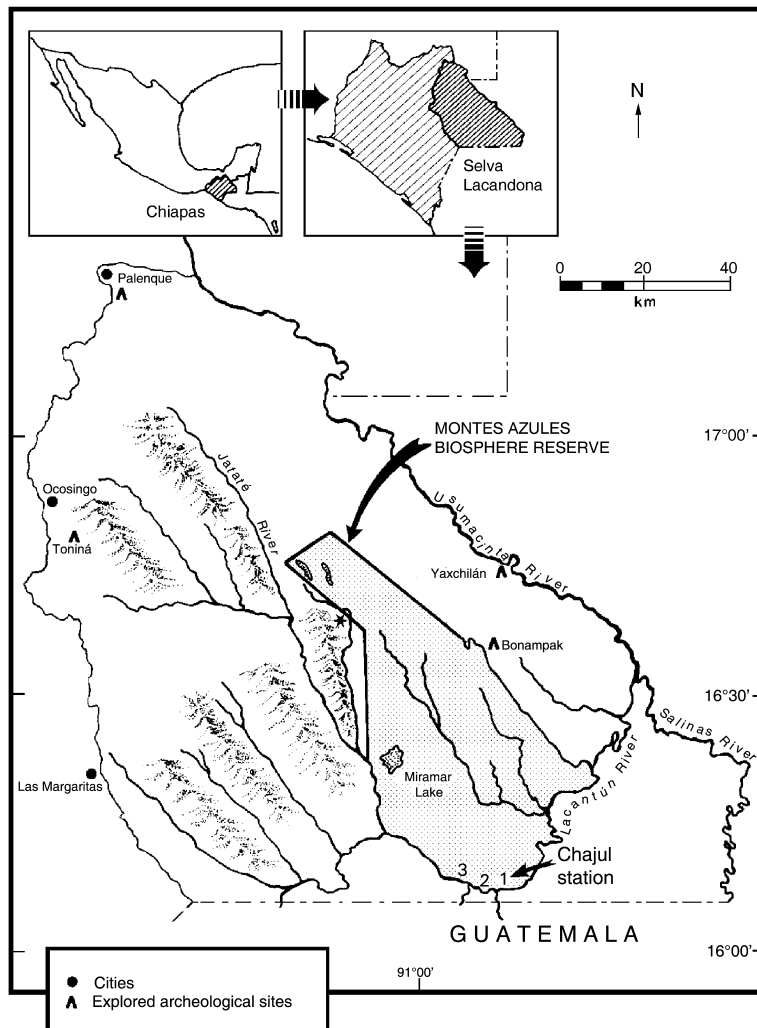 Chiapas
Selva
Lacandona
N
0 20 40
km
Palenque
MONTES AZULES
BIOSPHERE RESERVE
17°00′
Jataté
River
Ocosingo
Toniná
Usumacinta River
Yaxchilán
Bonampak
16°30′
Salinas River
Las Margaritas
Miramar
Lake
Lacantún River
3 2 1
Chajul
station
GUATEMALA
16°00′
91°00′
Cities
Explored archeological sites